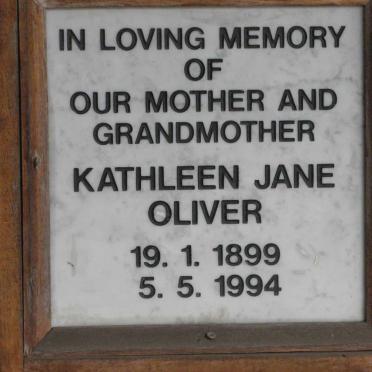 IN LOVING MEMORY
OF
OUR MOTHER AND
GRANDMOTHER
KATHLEEN JANE
OLIVER
19. 1. 1899
5. 5. 1994